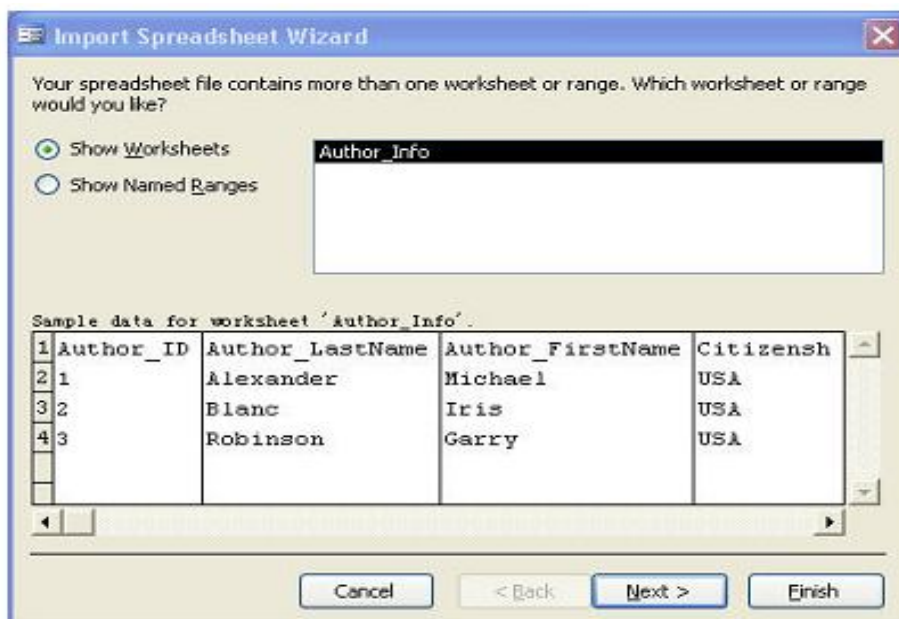 Import Spreadsheet Wizard
Your spreadsheet file contains more than one worksheet or range. Which worksheet or range
would you like?
Show Worksheets
Show Named Ranges
Author_Info
Sample data for worksheet 'Author_Info'.
1 Author_ID Author_LastName Author_FirstName Citizensh
2 1 Alexander Michael USA
3 2 Blanc Iris USA
4 3 Robinson Garry USA
Cancel < Back Next > Finish